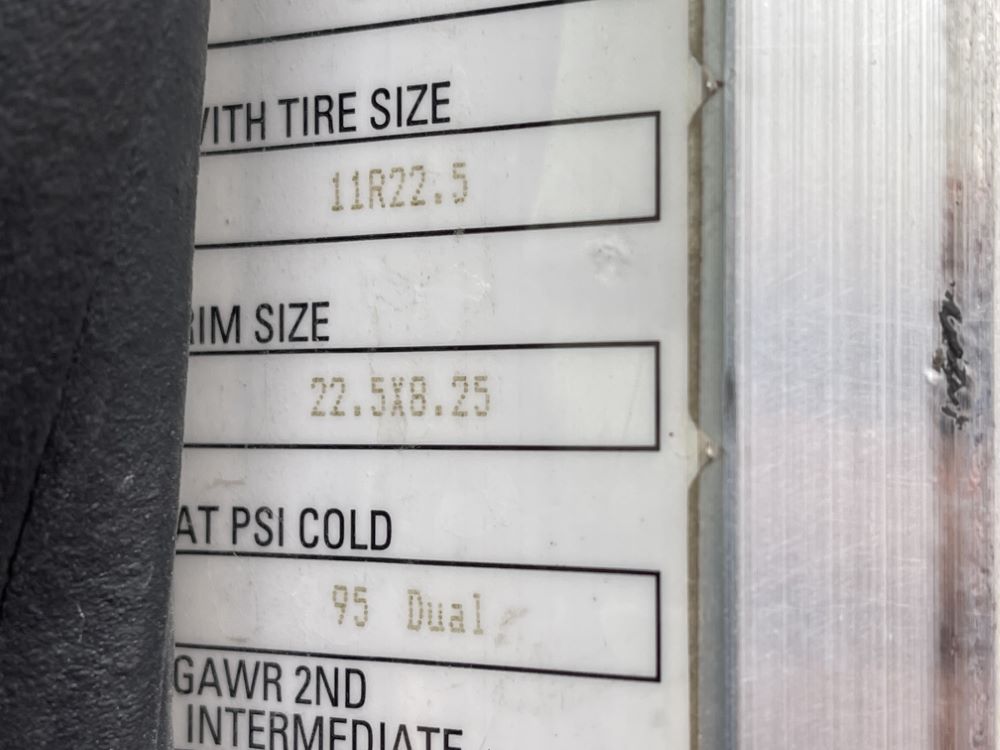 WITH TIRE SIZE
11R22.5
RIM SIZE
22.5X8.25
AT PSI COLD
95 Dual
GAWR 2ND
INTERMEDIATE